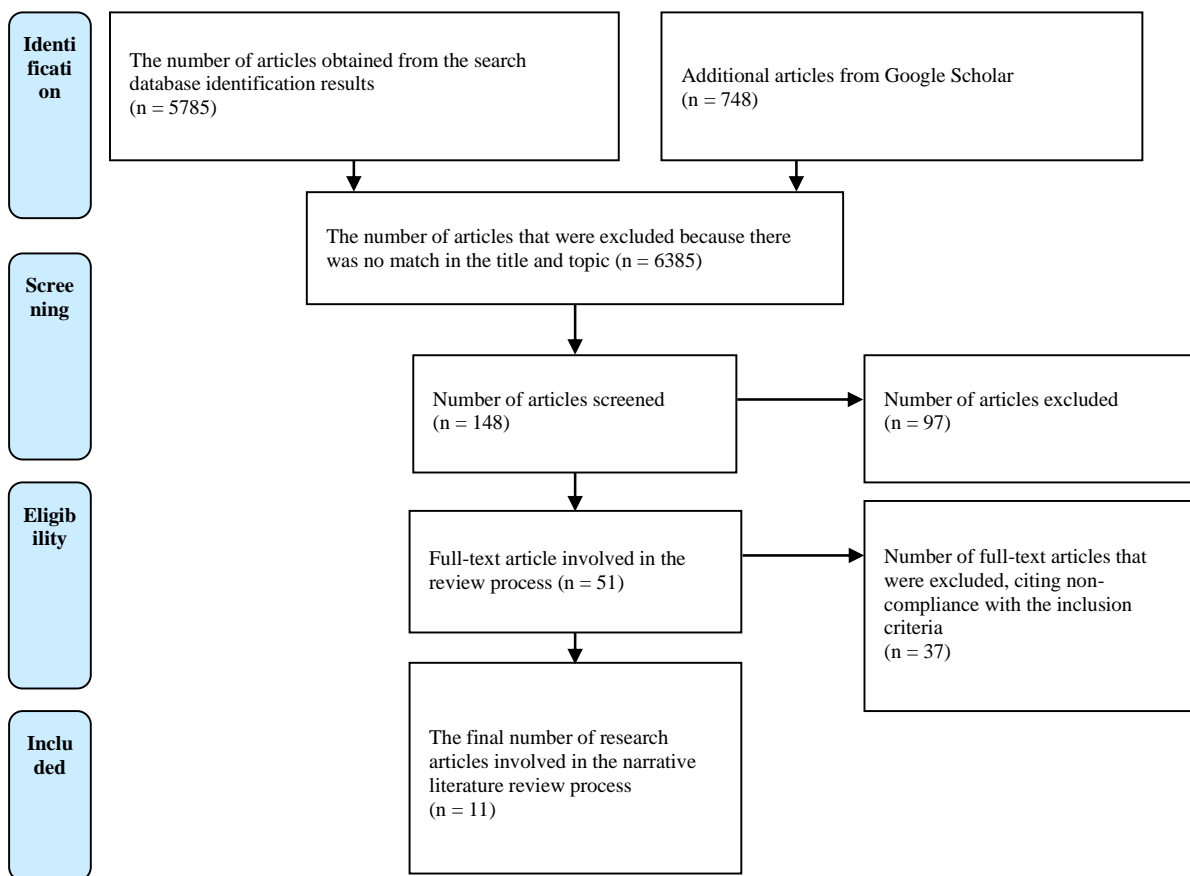 Identi
ficati
on
The number of articles obtained from the search
database identification results
(n = 5785)
Additional articles from Google Scholar
(n = 748)
The number of articles that were excluded because there
was no match in the title and topic (n = 6385)
Scree
ning
Number of articles screened
(n = 148)
Number of articles excluded
(n = 97)
Eligib
ility
Full-text article involved in the
review process (n = 51)
Number of full-text articles that
were excluded, citing non-
compliance with the inclusion
criteria
(n = 37)
Inclu
ded
The final number of research
articles involved in the narrative
literature review process
(n = 11)